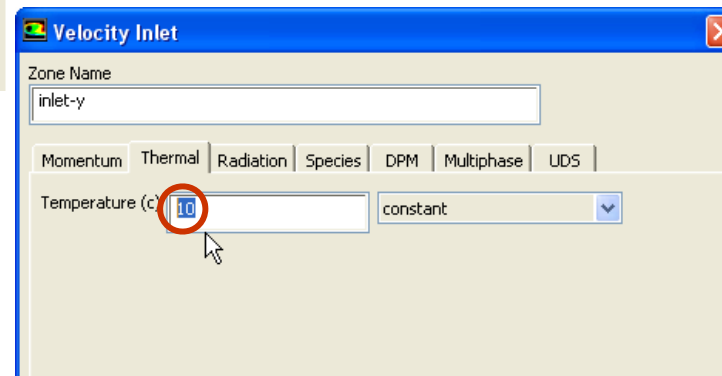 Velocity Inlet
Zone Name
inlet-y
Momentum Thermal Radiation Species DPM Multiphase UDS
Temperature (c) 10 constant